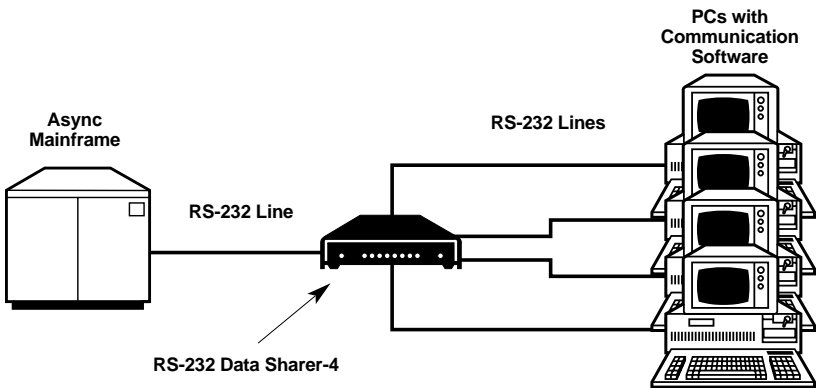 PCs with
Communication
Software
Async
Mainframe
RS-232 Lines
RS-232 Line
RS-232 Data Sharer-4